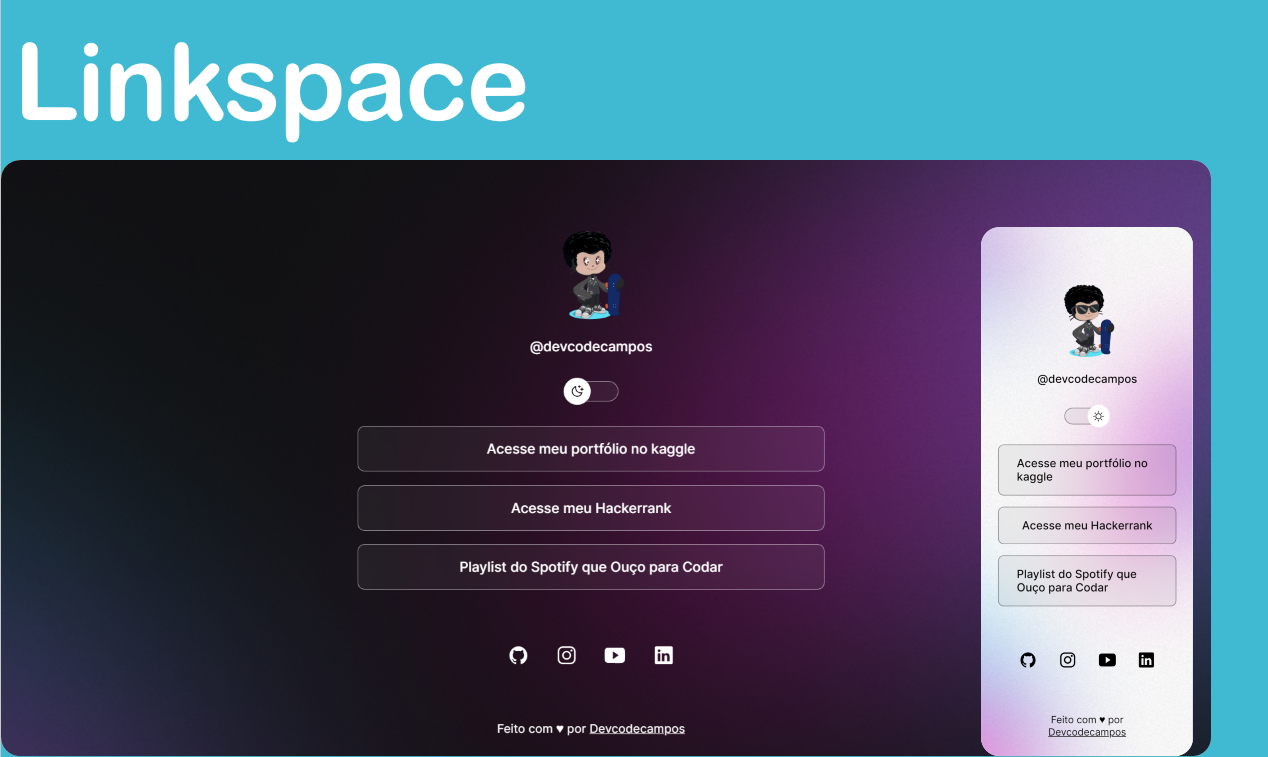 Linkspace
@devcodecampos
Acesse meu portfólio no kaggle
Acesse meu Hackerrank
Playlist do Spotify que Ouço para Codar
Feito com ♥ por Devcodecampos
@devcodecampos
Acesse meu portfólio no
kaggle
Acesse meu Hackerrank
Playlist do Spotify que
Ouço para Codar
Feito com ♥ por
Devcodecampos